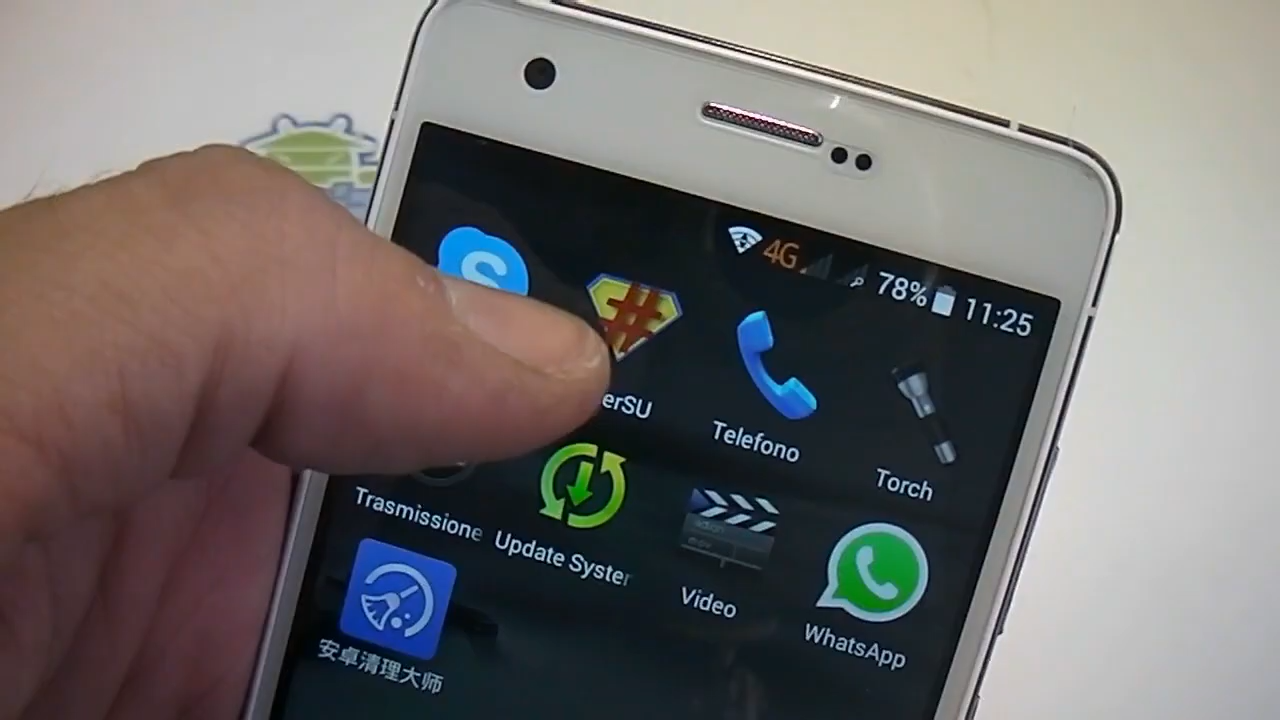 4G 78% 11:25
S
#
erSU
Telefono
Torch
Trasmissione
Update Syster
Video
WhatsApp
安卓清理大师